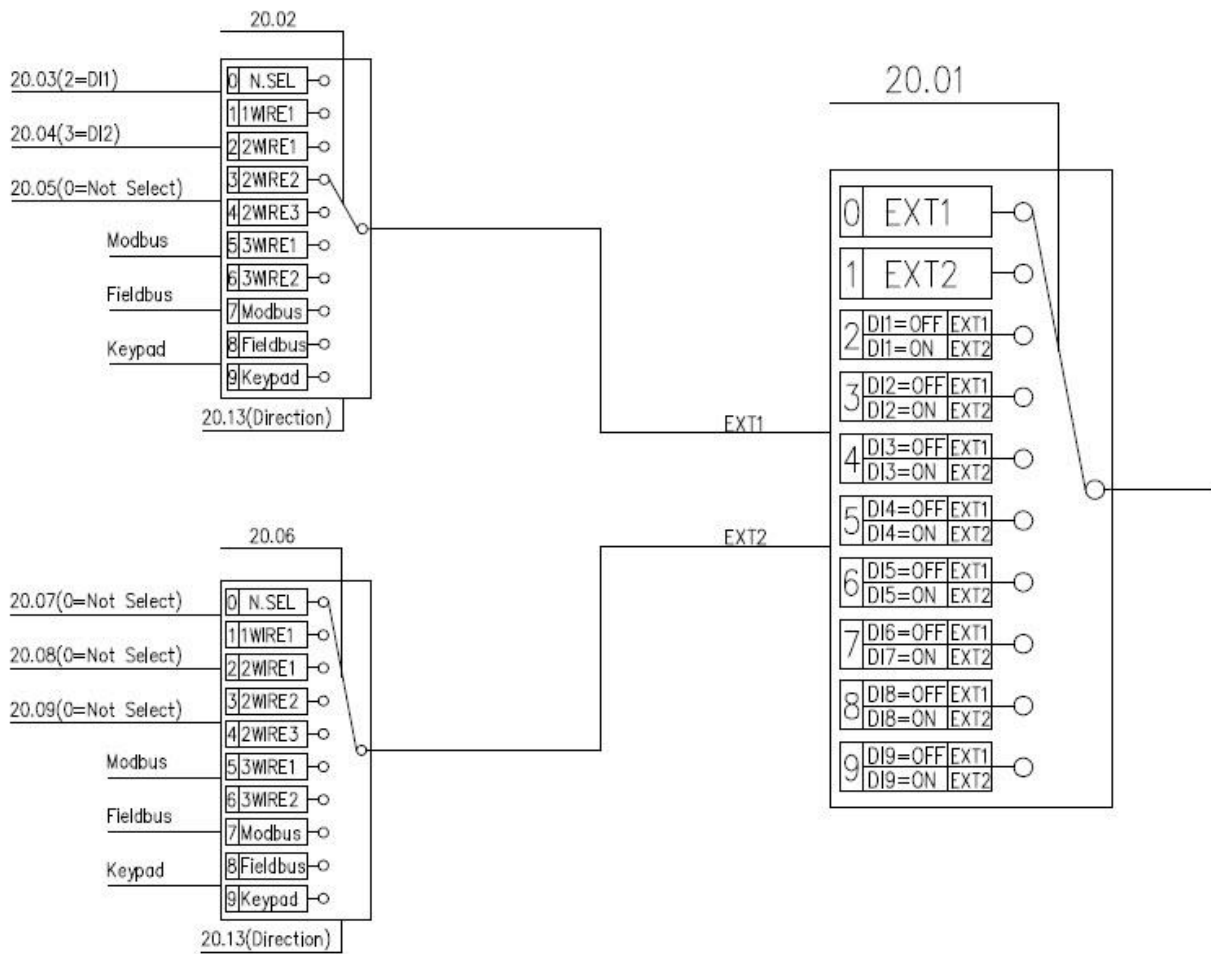 20.02
20.03(2=DI1)
20.04(3=DI2)
20.05(0=Not Select)
Modbus
Fieldbus
Keypad
0 N.SEL
1 1WIRE1
2 2WIRE1
3 2WIRE2
4 2WIRE3
5 3WIRE1
6 3WIRE2
7 Modbus
8 Fieldbus
9 Keypad
20.13(Direction)
EXT1
20.06
20.07(0=Not Select)
20.08(0=Not Select)
20.09(0=Not Select)
Modbus
Fieldbus
Keypad
0 N.SEL
1 1WIRE1
2 2WIRE1
3 2WIRE2
4 2WIRE3
5 3WIRE1
6 3WIRE2
7 Modbus
8 Fieldbus
9 Keypad
20.13(Direction)
EXT2
20.01
0 EXT1
1 EXT2
2 DI1=OFF EXT1
DI1=ON EXT2
3 DI2=OFF EXT1
DI2=ON EXT2
4 DI3=OFF EXT1
DI3=ON EXT2
5 DI4=OFF EXT1
DI4=ON EXT2
6 DI5=OFF EXT1
DI5=ON EXT2
7 DI6=OFF EXT1
DI7=ON EXT2
8 DI8=OFF EXT1
DI8=ON EXT2
9 DI9=OFF EXT1
DI9=ON EXT2